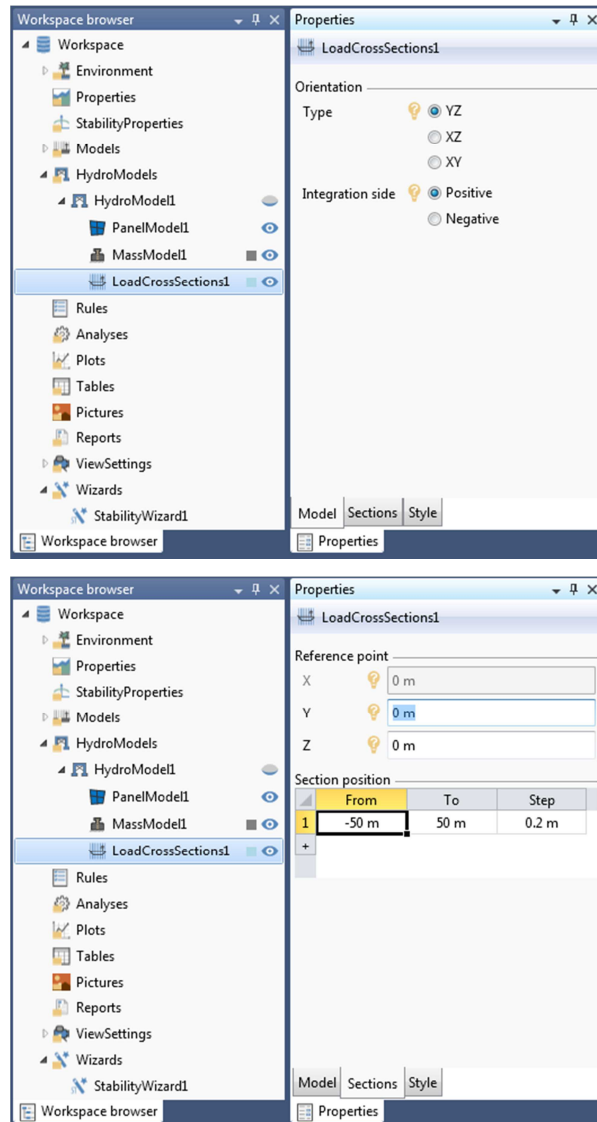 Workspace browser
Workspace
Environment
Properties
StabilityProperties
Models
HydroModels
HydroModel1
PanelModel1
MassModel1
LoadCrossSections1
Rules
Analyses
Plots
Tables
Pictures
Reports
ViewSettings
Wizards
StabilityWizard1
Workspace browser
Properties
LoadCrossSections1
Orientation
Type
YZ
XZ
XY
Integration side
Positive
Negative
Model Sections Style
Properties
Workspace browser
Workspace
Environment
Properties
StabilityProperties
Models
HydroModels
HydroModel1
PanelModel1
MassModel1
LoadCrossSections1
Rules
Analyses
Plots
Tables
Pictures
Reports
ViewSettings
Wizards
StabilityWizard1
Workspace browser
Properties
LoadCrossSections1
Reference point
X 0 m
Y 0 m
Z 0 m
Section position
From To Step
1 -50 m 50 m 0.2 m
+
Model Sections Style
Properties